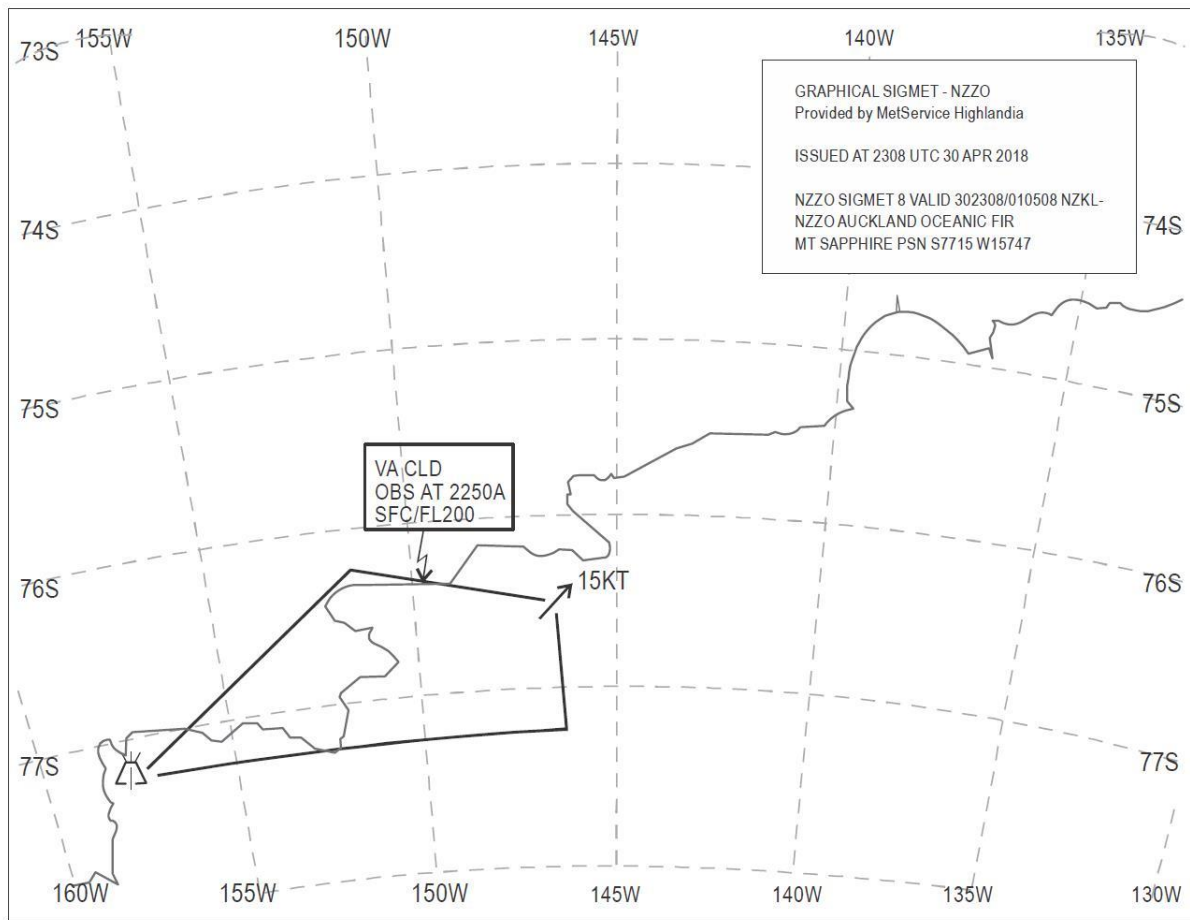 155W 150W 145W 140W 135W
73S
GRAPHICAL SIGMET - NZZO
Provided by MetService Highlandia
ISSUED AT 2308 UTC 30 APR 2018
NZZO SIGMET 8 VALID 302308/010508 NZKL-
NZZO AUCKLAND OCEANIC FIR
MT SAPPHIRE PSN S7715 W15747
74S 74S
75S 75S
VA CLD
OBS AT 2250A
SFC/FL200
76S 15KT 76S
77S 77S
160W 155W 150W 145W 140W 135W 130W